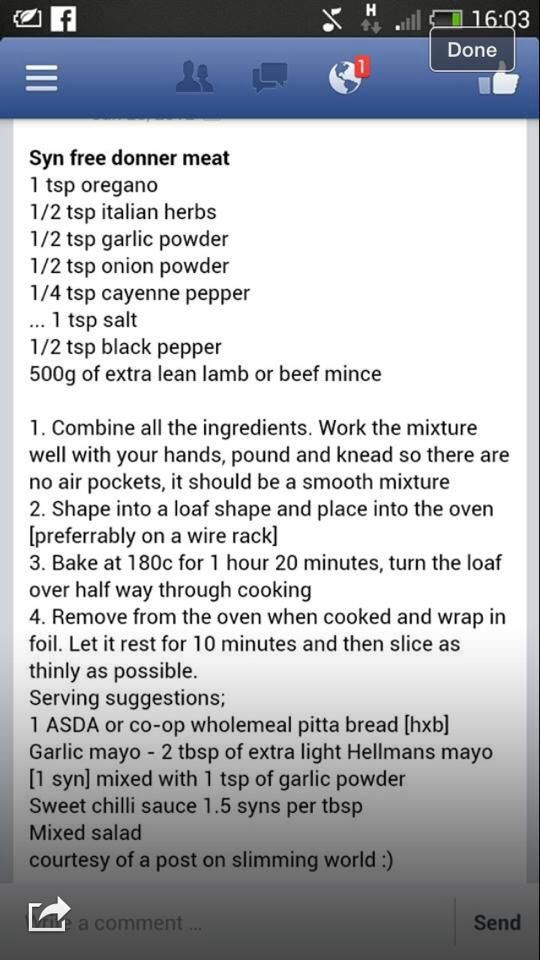 H
16:03
Done
1
Syn free donner meat
1 tsp oregano
1/2 tsp italian herbs
1/2 tsp garlic powder
1/2 tsp onion powder
1/4 tsp cayenne pepper
... 1 tsp salt
1/2 tsp black pepper
500g of extra lean lamb or beef mince
1. Combine all the ingredients. Work the mixture
well with your hands, pound and knead so there are
no air pockets, it should be a smooth mixture
2. Shape into a loaf shape and place into the oven
[preferrably on a wire rack]
3. Bake at 180c for 1 hour 20 minutes, turn the loaf
over half way through cooking
4. Remove from the oven when cooked and wrap in
foil. Let it rest for 10 minutes and then slice as
thinly as possible.
Serving suggestions;
1 ASDA or co-op wholemeal pitta bread [hxb]
Garlic mayo - 2 tbsp of extra light Hellmans mayo
[1 syn] mixed with 1 tsp of garlic powder
Sweet chilli sauce 1.5 syns per tbsp
Mixed salad
courtesy of a post on slimming world :)
a comment ...
Send